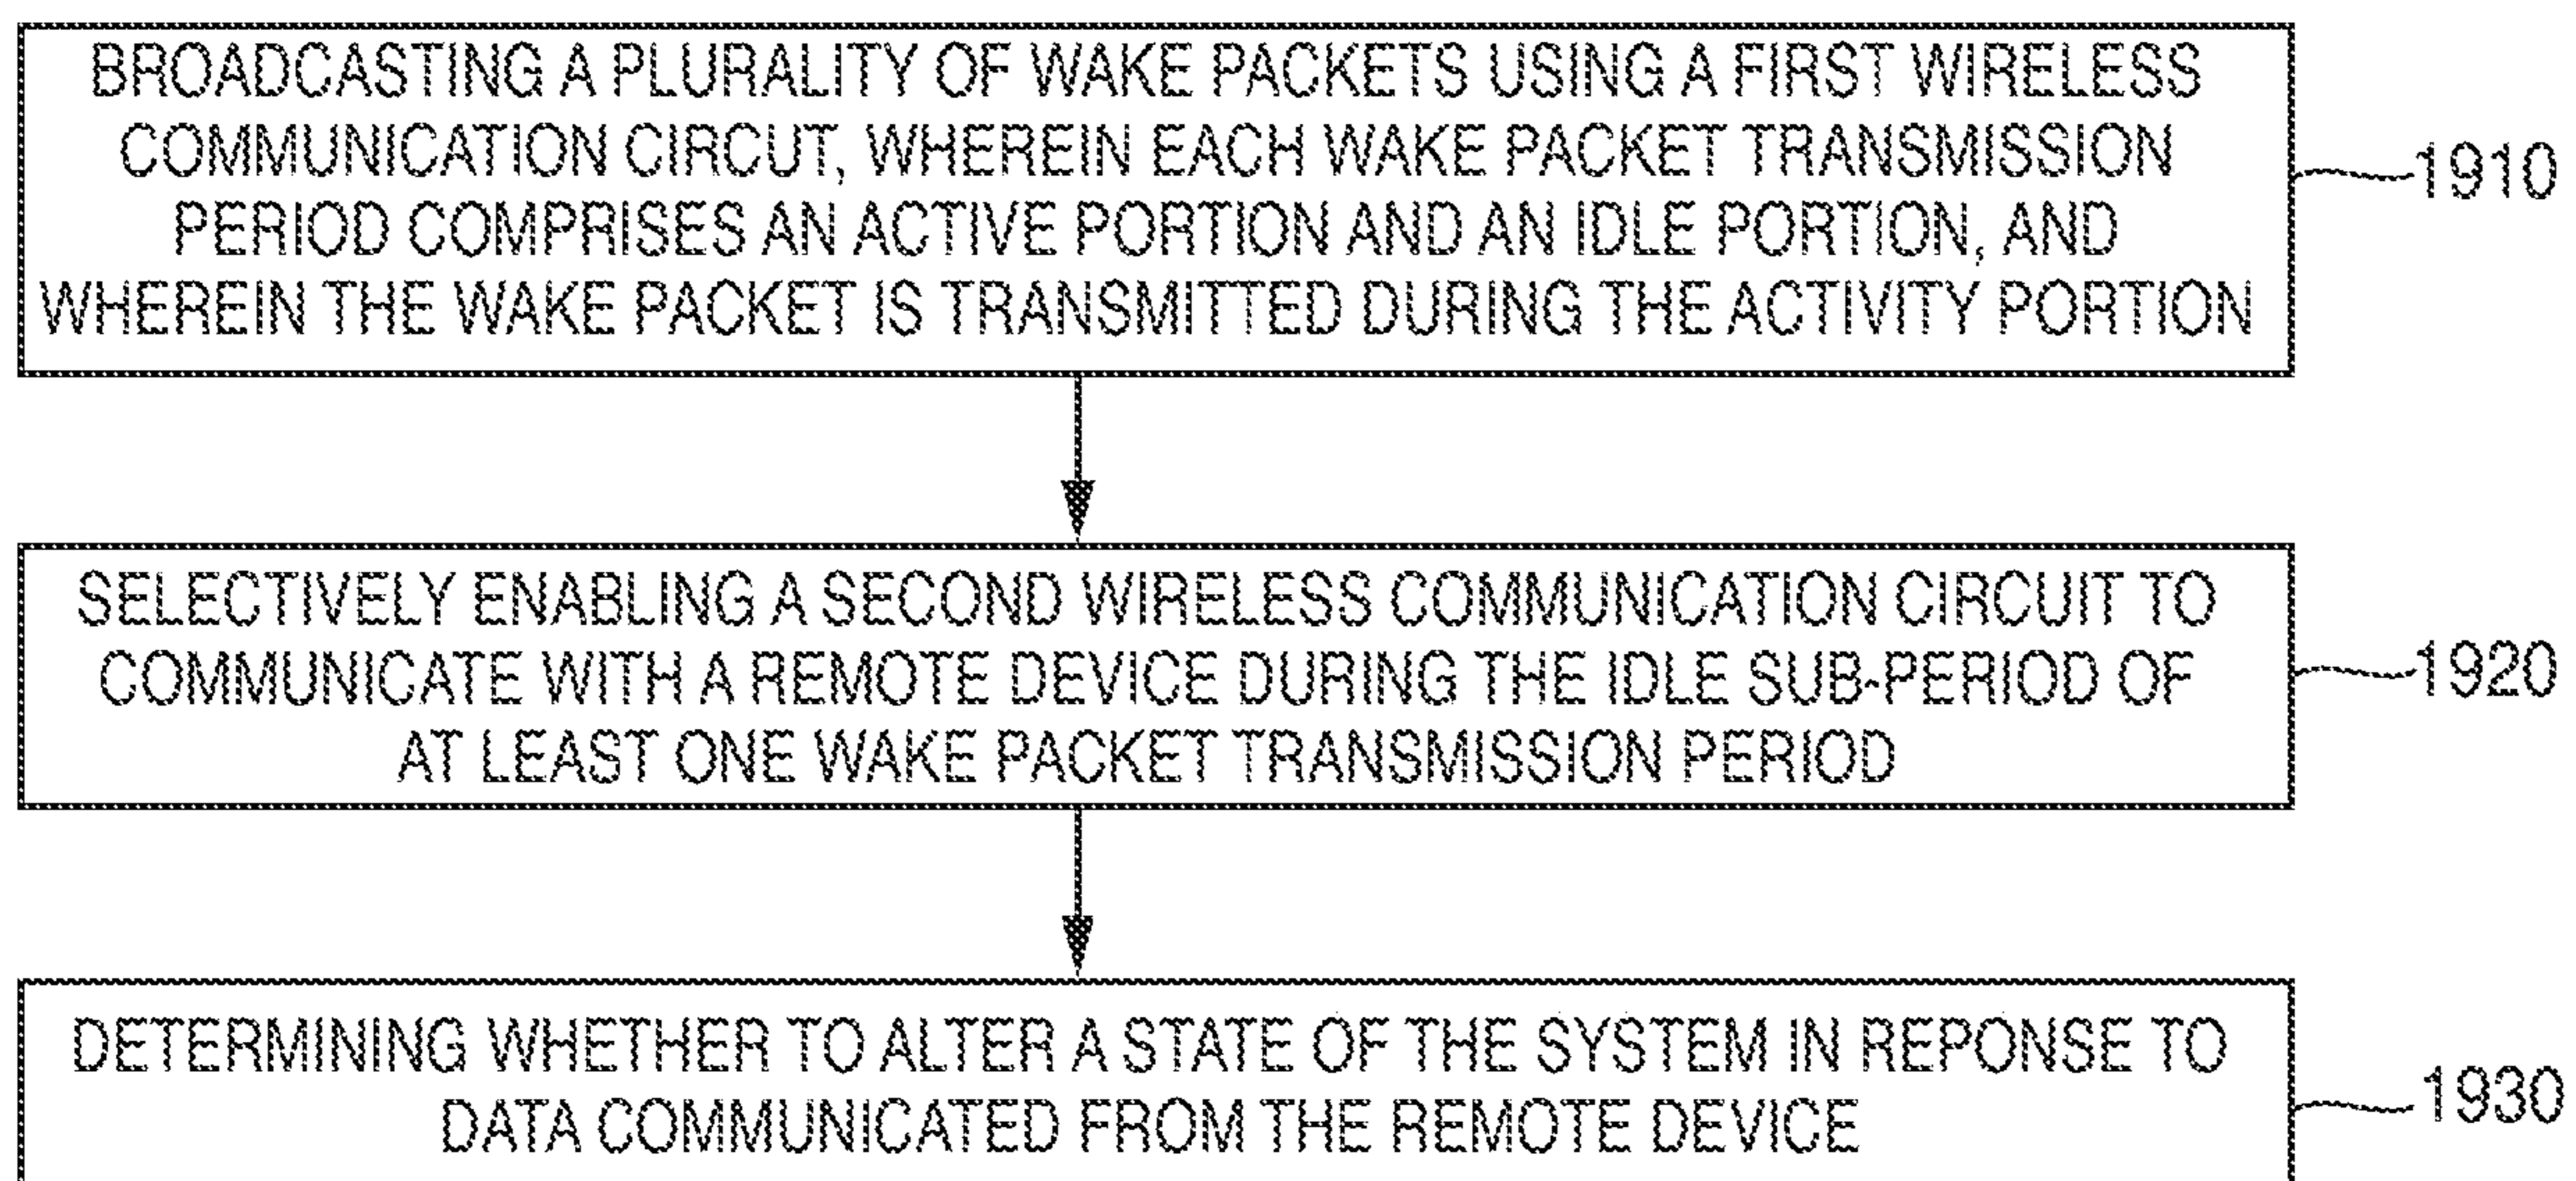 BROADCASTING A PLURALITY OF WAKE PACKETS USING A FIRST WIRELESS
COMMUNICATION CIRCUT, WHEREIN EACH WAKE PACKET TRANSMISSION
PERIOD COMPRISES AN ACTIVE PORTION AND AN IDLE PORTION, AND
WHEREIN THE WAKE PACKET IS TRANSMITTED DURING THE ACTIVITY PORTION
1910
SELECTIVELY ENABLING A SECOND WIRELESS COMMUNICATION CIRCUIT TO
COMMUNICATE WITH A REMOTE DEVICE DURING THE IDLE SUB-PERIOD OF
AT LEAST ONE WAKE PACKET TRANSMISSION PERIOD
1920
DETERMINING WHETHER TO ALTER A STATE OF THE SYSTEM IN REPONSE TO
DATA COMMUNICATED FROM THE REMOTE DEVICE
1930